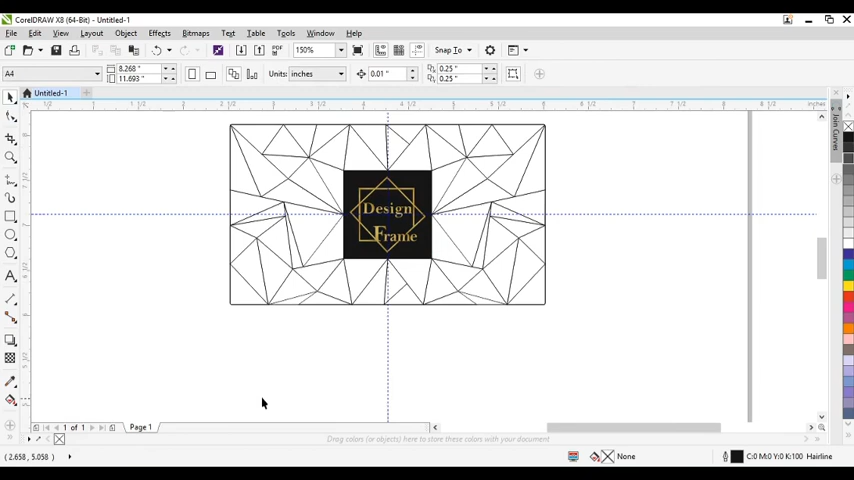 CorelDRAW X8 (64-Bit) - Untitled-1
File Edit View Layout Object Effects Bitmaps Text Table Tools Window Help
150% PDF Snap To
A4 8.268 " 11.693 " Units: inches 0.01 " 0.25 " 0.25 "
Untitled-1
inches
Join Curves
Design
Frame
1 of 1 Page 1
Drag colors (or objects) here to store these colors with your document
(2.658, 5.058) None C:0 M:0 Y:0 K:100 Hairline